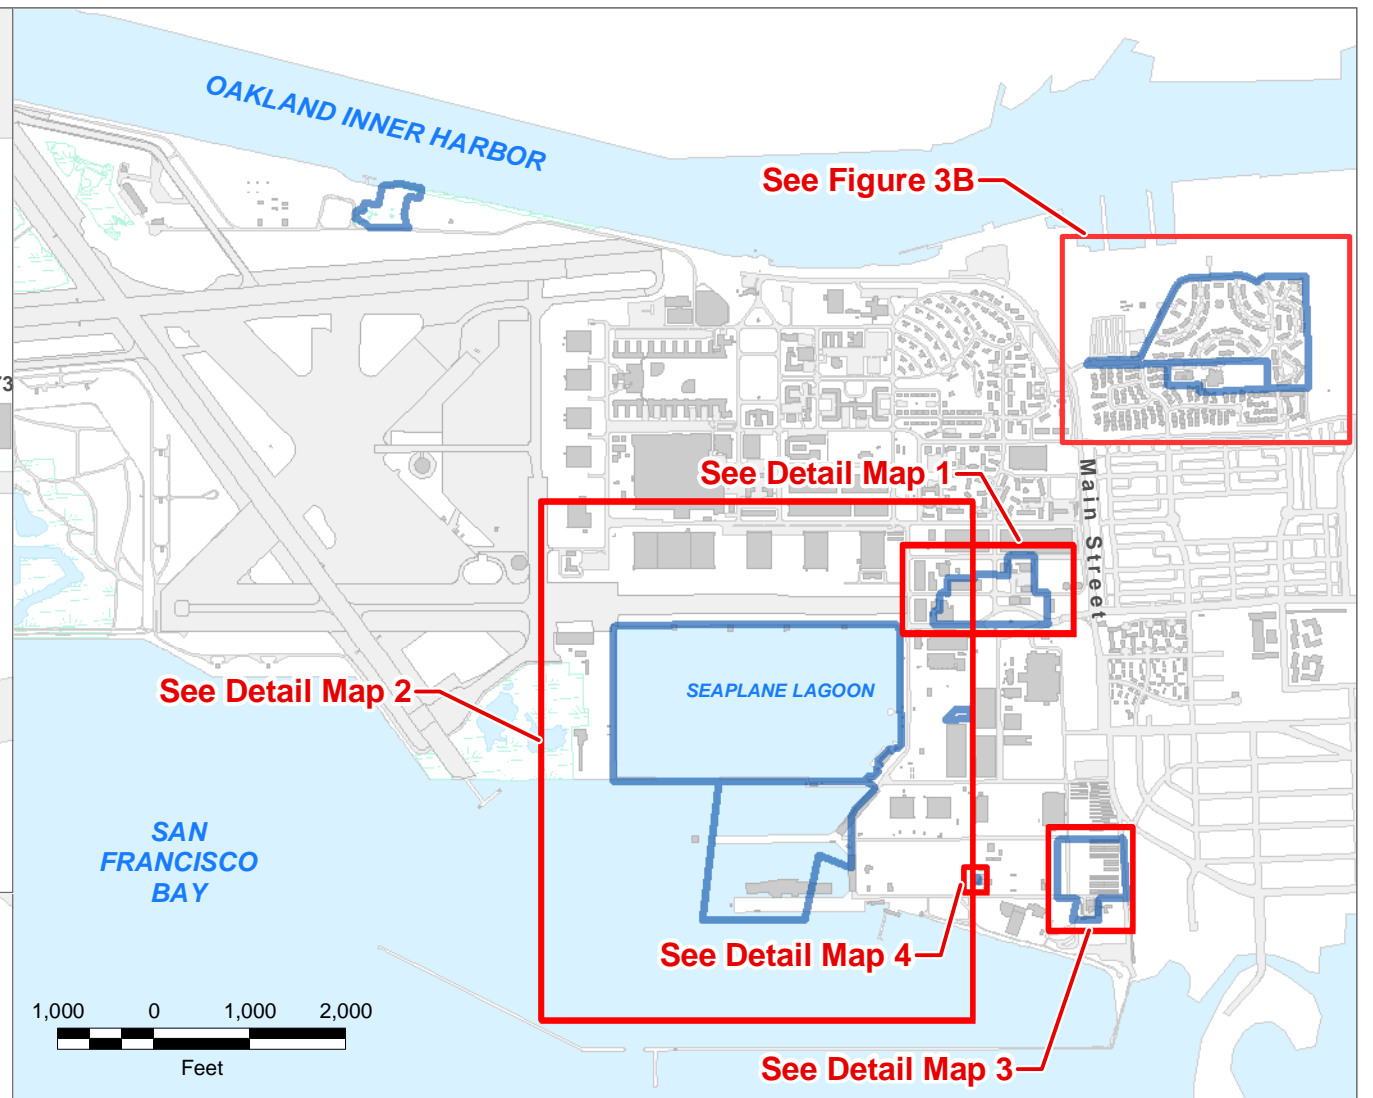 OAKLAND INNER HARBOR
See Figure 3B
73
See Detail Map 1
Main Street
See Detail Map 2
SEAPLANE LAGOON
SAN
FRANCISCO
BAY
See Detail Map 4
1,000 0 1,000 2,000
Feet
See Detail Map 3